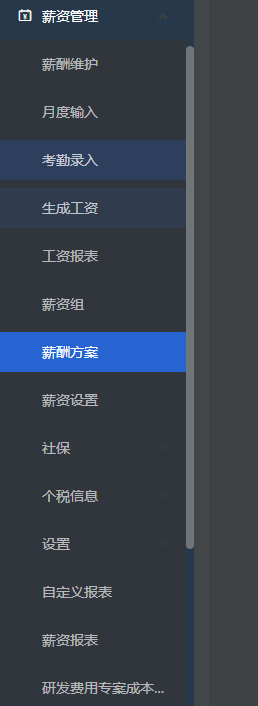 薪资管理
薪酬维护
月度输入
考勤录入
生成工资
工资报表
薪资组
薪酬方案
薪资设置
社保
个税信息
设置
自定义报表
薪资报表
研发费用专案成本...